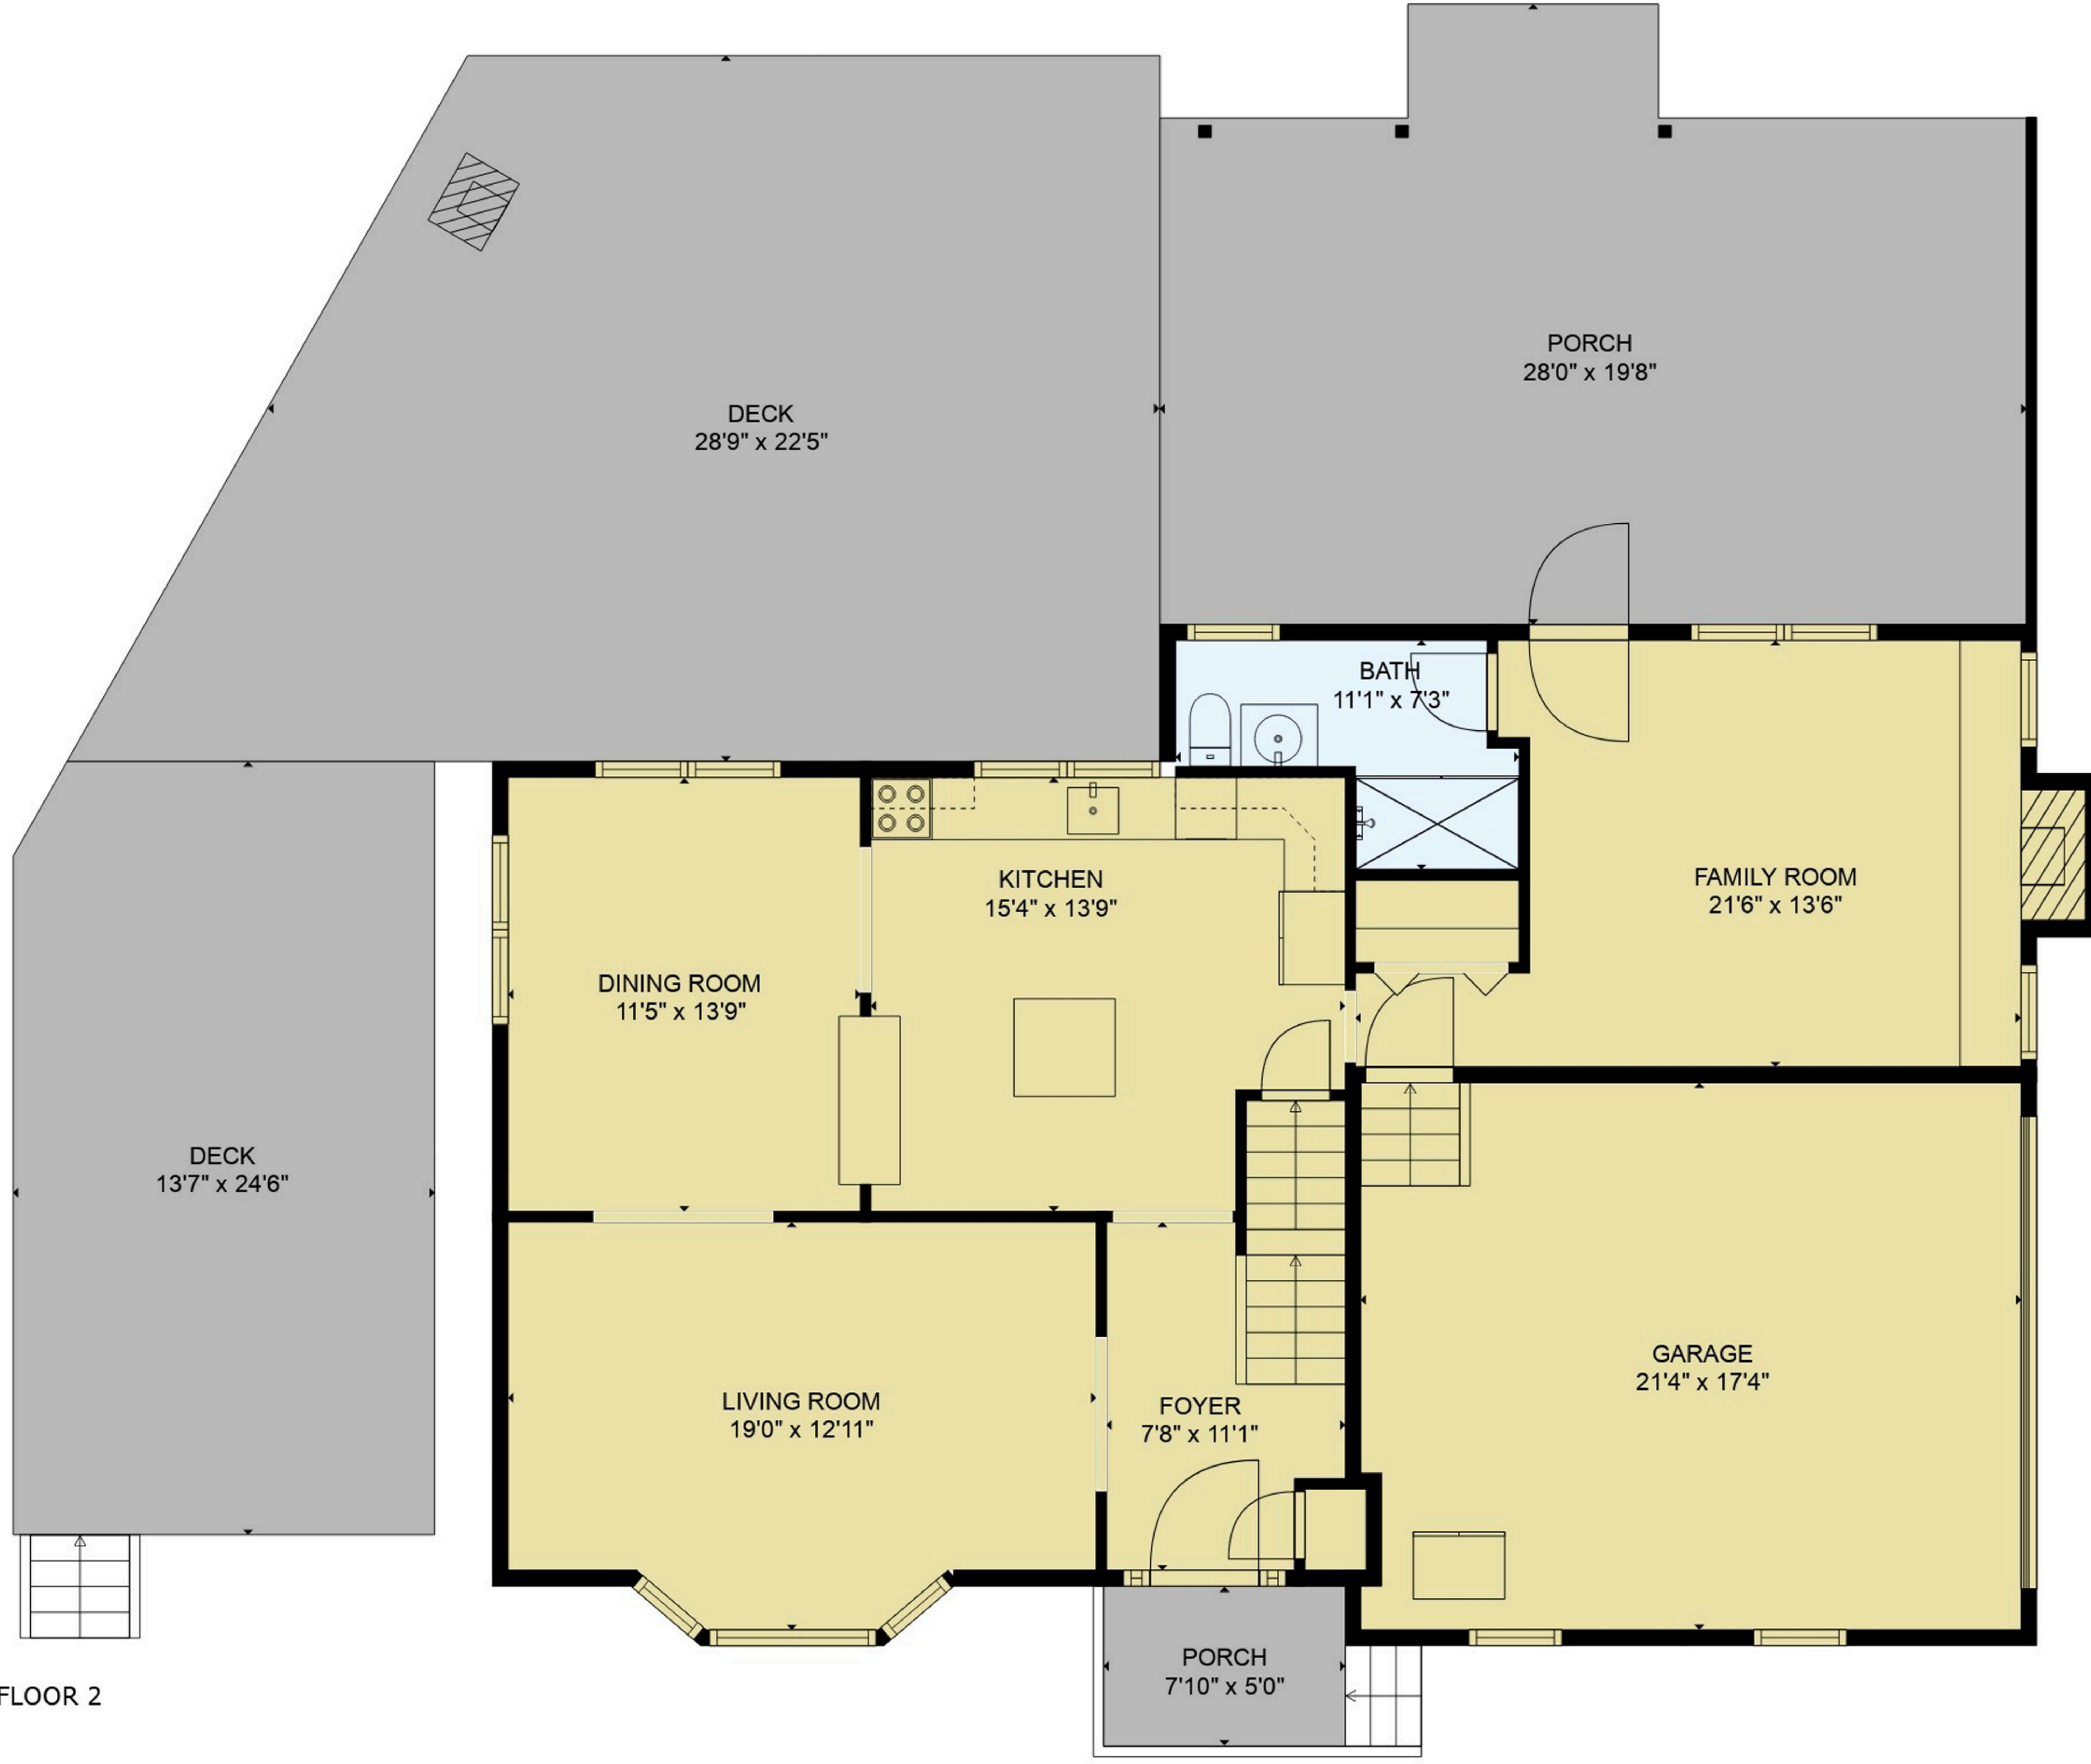 PORCH
28'0" x 19'8"
DECK
28'9" x 22'5"
BATH
11'1" x 7'3"
KITCHEN
15'4" x 13'9"
FAMILY ROOM
21'6" x 13'6"
DINING ROOM
11'5" x 13'9"
DECK
13'7" x 24'6"
GARAGE
21'4" x 17'4"
LIVING ROOM
19'0" x 12'11"
FOYER
7'8" x 11'1"
PORCH
7'10" x 5'0"
FLOOR 2